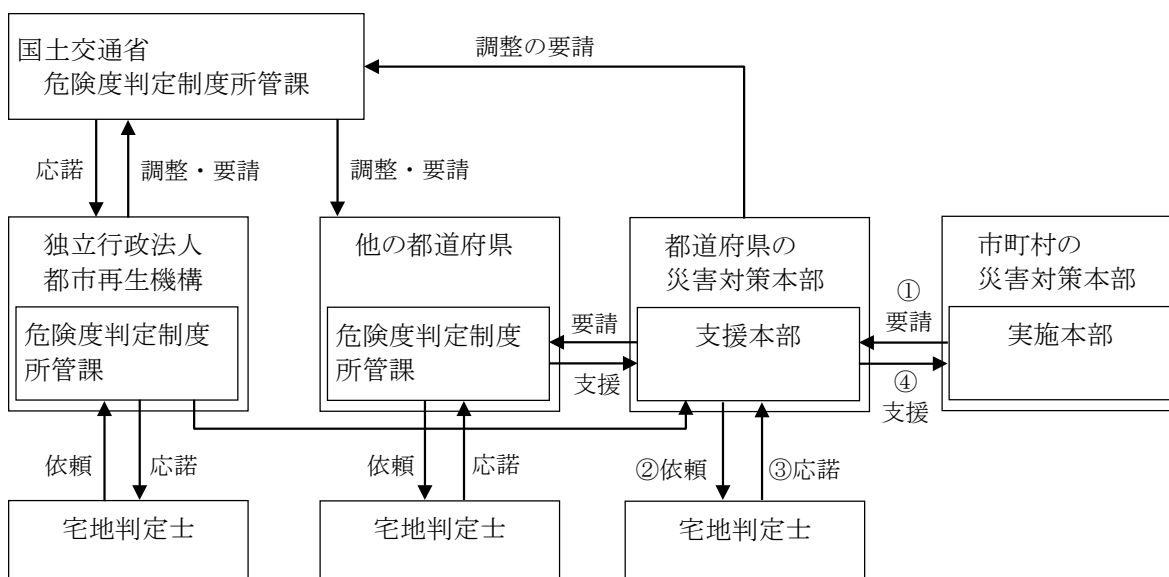 国土交通省
危険度判定制度所管課
調整の要請
応諾
調整・要請
調整・要請
独立行政法人
都市再生機構
危険度判定制度
所管課
他の都道府県
危険度判定制度
所管課
要請
支援
都道府県の
災害対策本部
支援本部
①
要請
④
支援
市町村の
災害対策本部
実施本部
依頼
応諾
依頼
応諾
②依頼
③応諾
宅地判定士
宅地判定士
宅地判定士